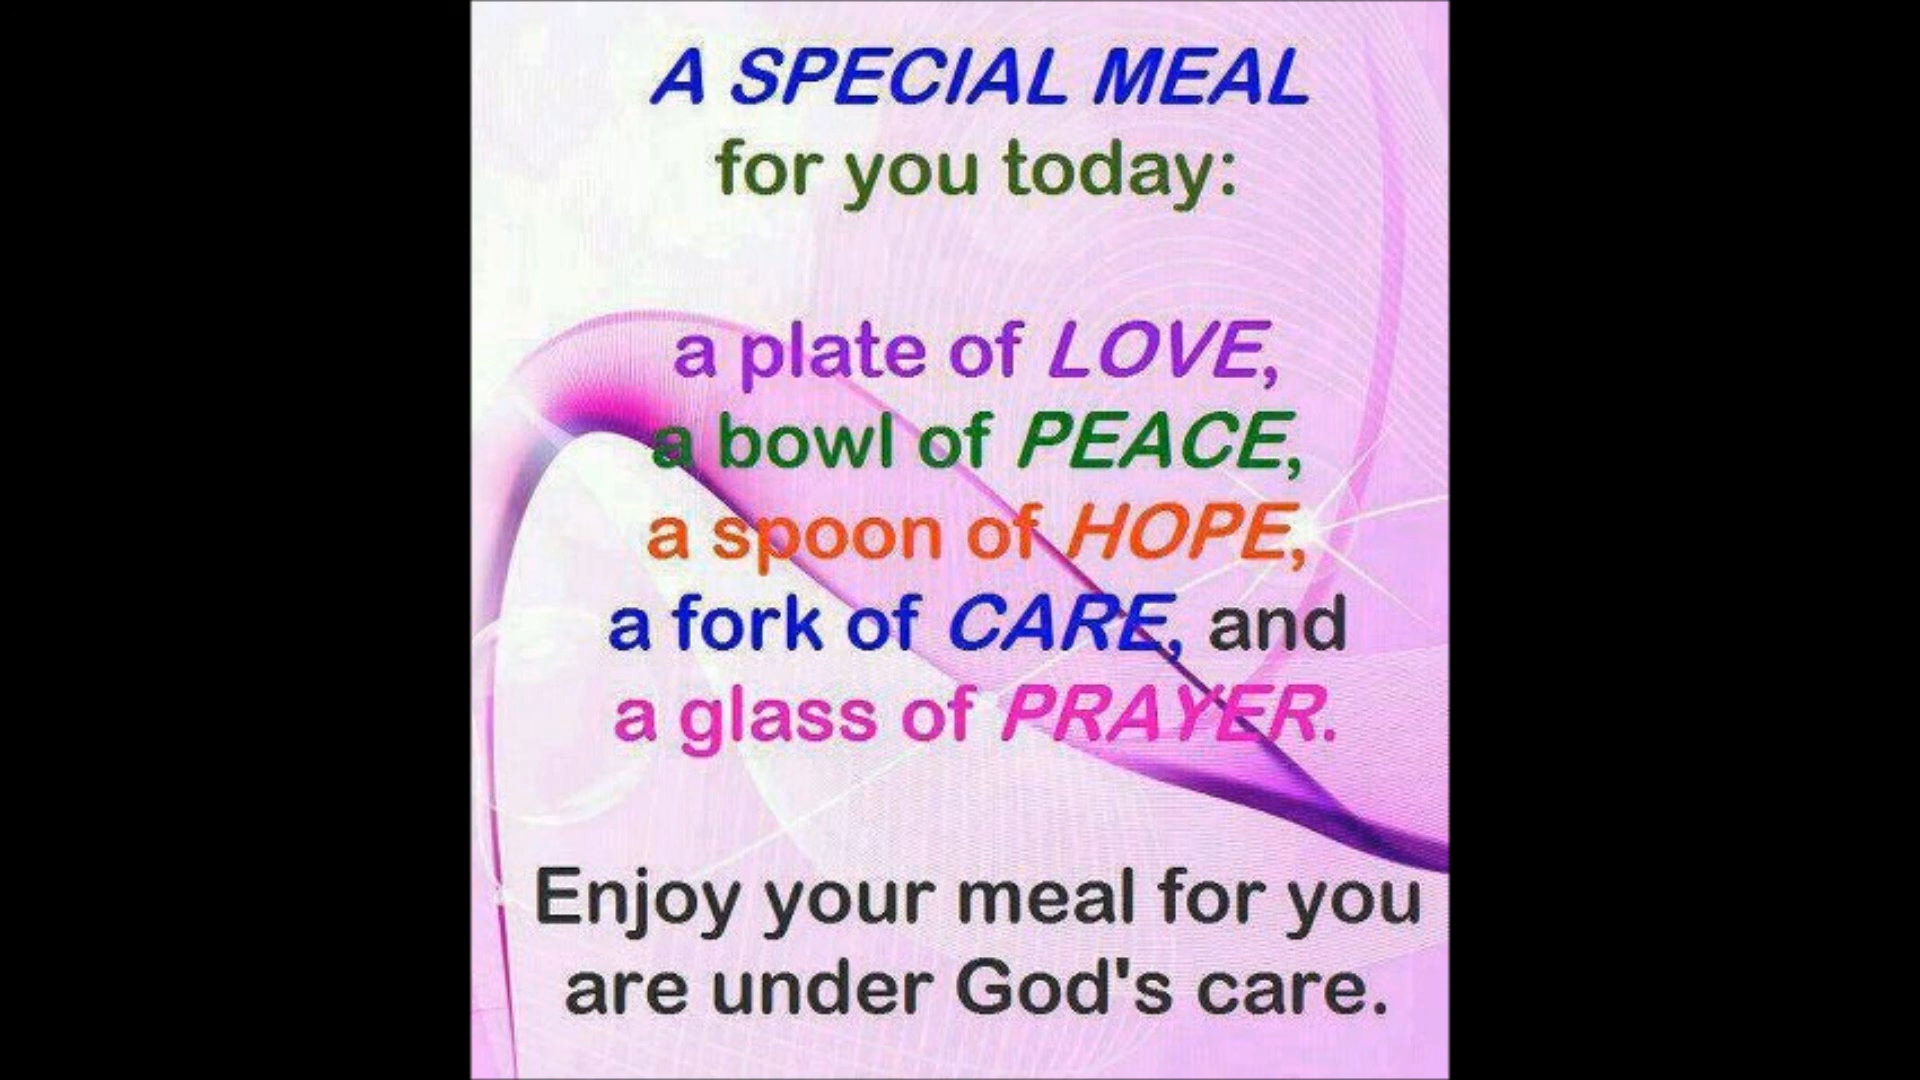 A SPECIAL MEAL
for you today:
a plate of LOVE,
a bowl of PEACE,
a spoon of HOPE,
a fork of CARE, and
a glass of PRAYER.
Enjoy your meal for you
are under God's care.